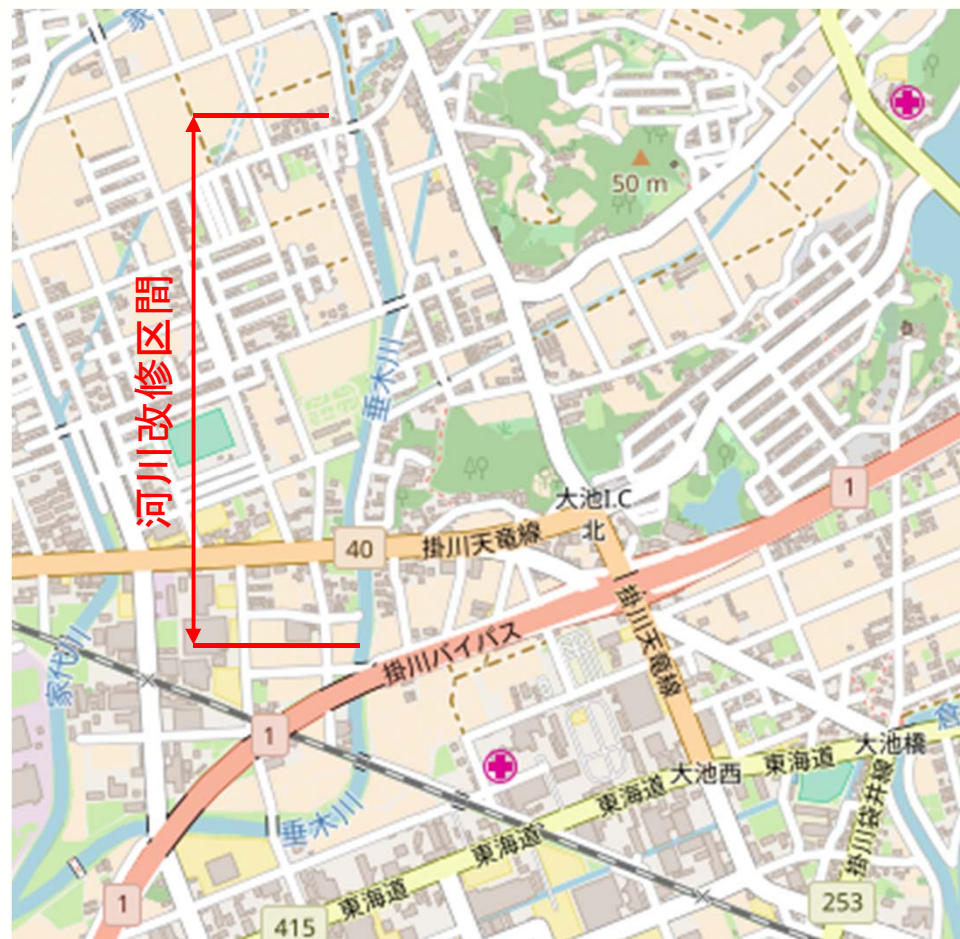 家
50 m
河川改修区間
垂木川
1
大池I.C
北
40
掛川天竜線
掛川天竜線
掛川バイパス
家代川
1
大池橋
大池西
東海道
東海道
東海道
東海道
垂木川
掛川袋井線
1
415
253